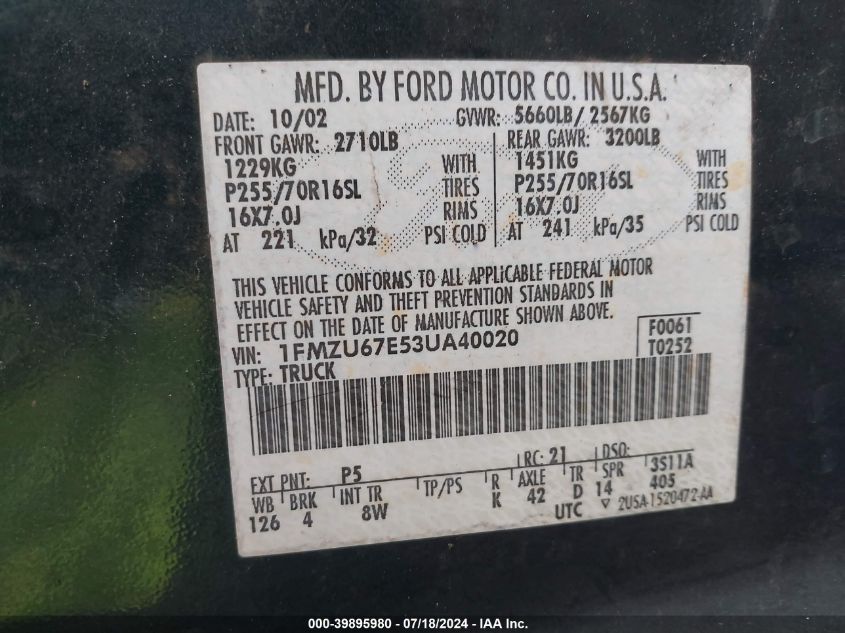 MFD. BY FORD MOTOR CO. IN U.S.A.
DATE: 10/02 GVWR: 5660LB/ 2567KG
FRONT GAWR: 2710LB REAR GAWR: 3200LB
1229KG WITH 1451KG WITH
P255/70R16SL TIRES P255/70R16SL TIRES
16X7.0J RIMS 16X7.0J RIMS
AT 221 kPa/32 PSI COLD AT 241 kPa/35 PSI COLD
THIS VEHICLE CONFORMS TO ALL APPLICABLE FEDERAL MOTOR
VEHICLE SAFETY AND THEFT PREVENTION STANDARDS IN
EFFECT ON THE DATE OF MANUFACTURE SHOWN ABOVE.
VIN: 1FMZU67E53UA40020 F0061
TYPE: TRUCK T0252
EXT PNT: P5 RC: 21 DSO:
WB BRK INT TR TP/PS R AXLE TR SPR 3S11A
126 4 8W K 42 D 14 405
UTC ▽ 2U5A-1520472-AA
000-39895980 - 07/18/2024 - IAA Inc.